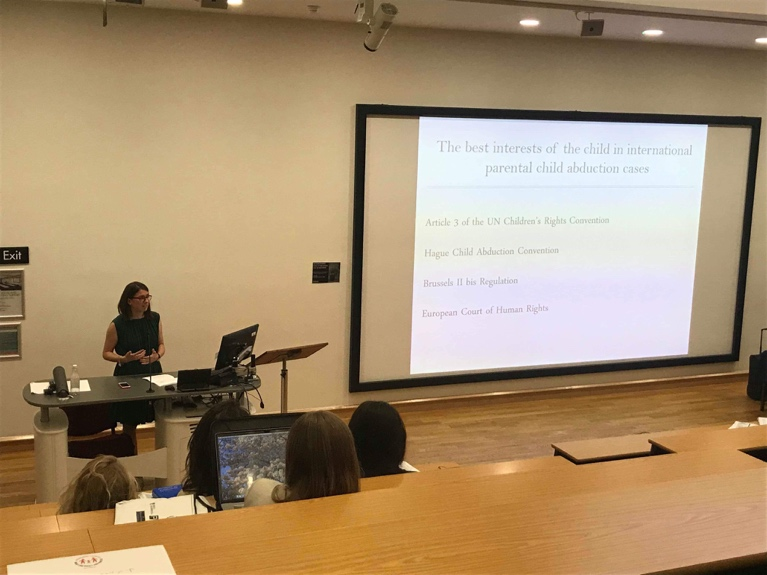 The best interests of the child in international
parental child abduction cases
Article 3 of the UN Children's Rights Convention
Hague Child Abduction Convention
Brussels II bis Regulation
European Court of Human Rights
Exit